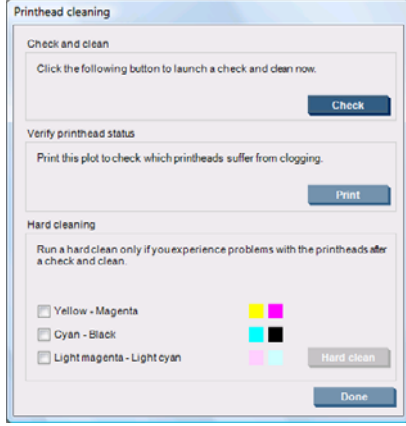 Printhead cleaning
Check and clean
Click the following button to launch a check and clean now.
Check
Verify printhead status
Print this plot to check which printheads suffer from clogging.
Print
Hard cleaning
Run a hard clean only if you experience problems with the printheads after
a check and clean.
Yellow - Magenta
Cyan - Black
Light magenta - Light cyan
Hard clean
Done